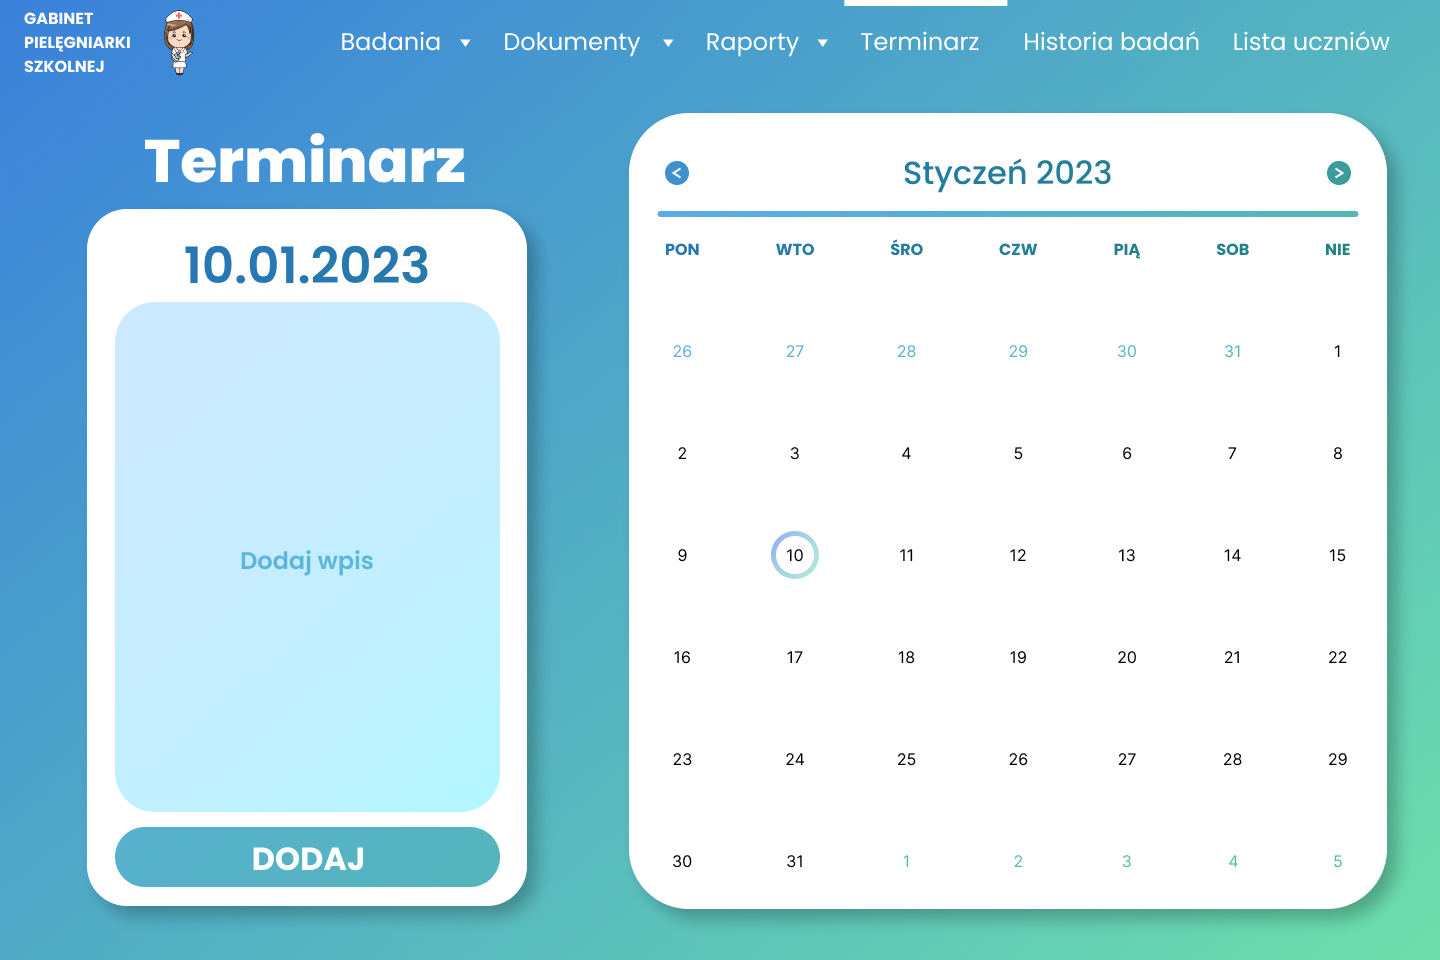 GABINET
PIELĘGNIARKI
SZKOLNEJ
Badania Dokumenty Raporty Terminarz Historia badań Lista uczniów
Terminarz
10.01.2023
Dodaj wpis
DODAJ
< Styczeń 2023 >
PON WTO ŚRO CZW PIĄ SOB NIE
26 27 28 29 30 31 1
2 3 4 5 6 7 8
9 10 11 12 13 14 15
16 17 18 19 20 21 22
23 24 25 26 27 28 29
30 31 1 2 3 4 5